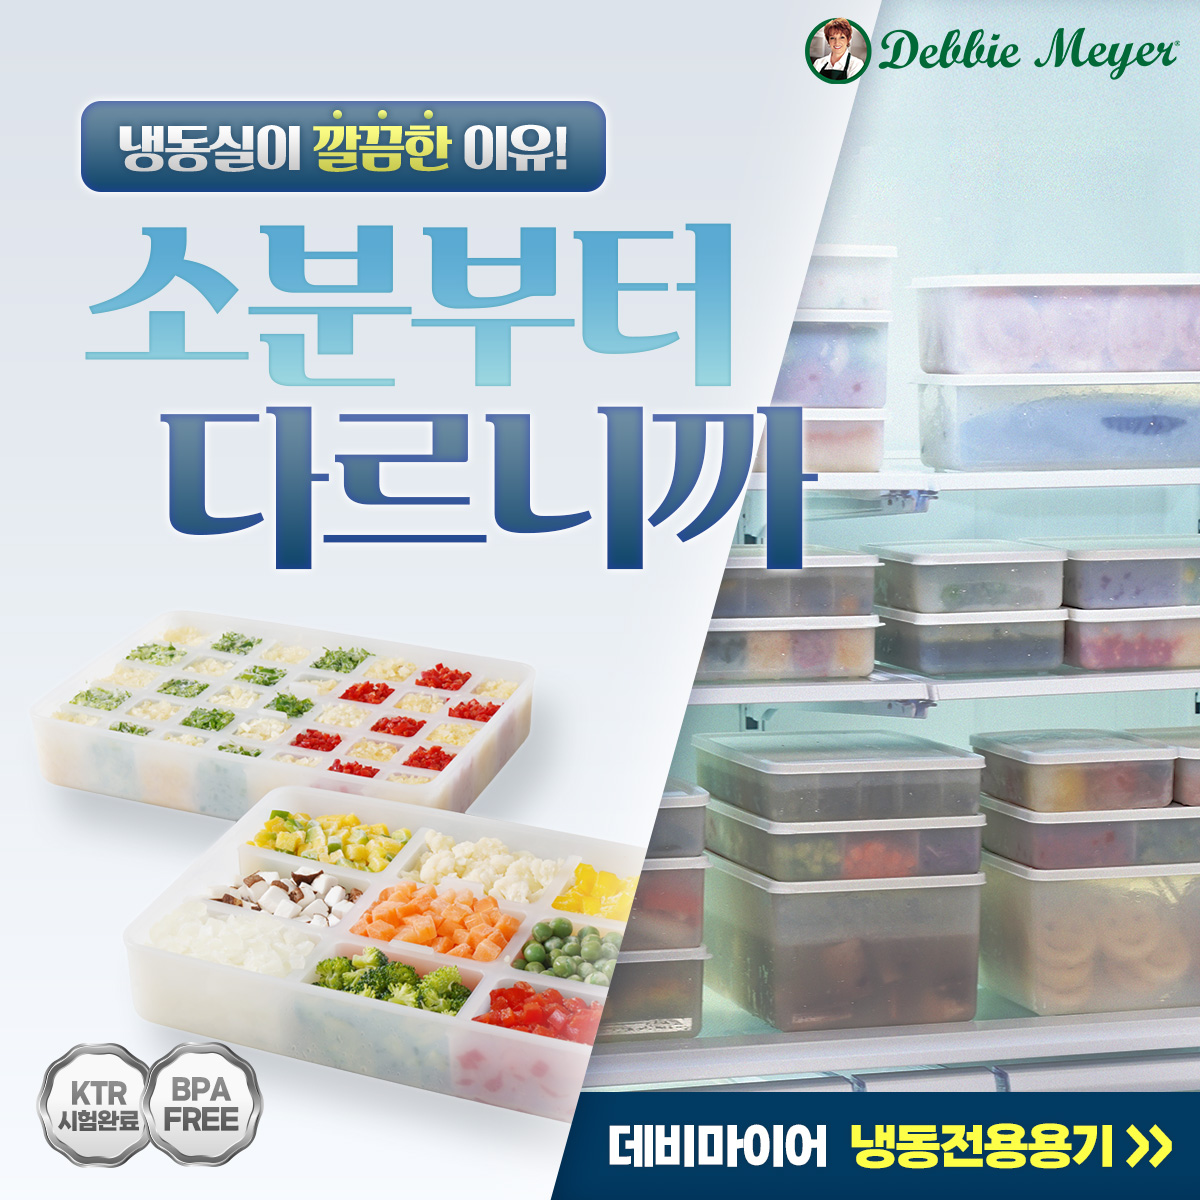 Debbie Meyer®
냉동실이 깔끔한 이유!
소분부터
다르니까
KTR
시험완료
BPA
FREE
데비마이어 냉동전용용기 >>